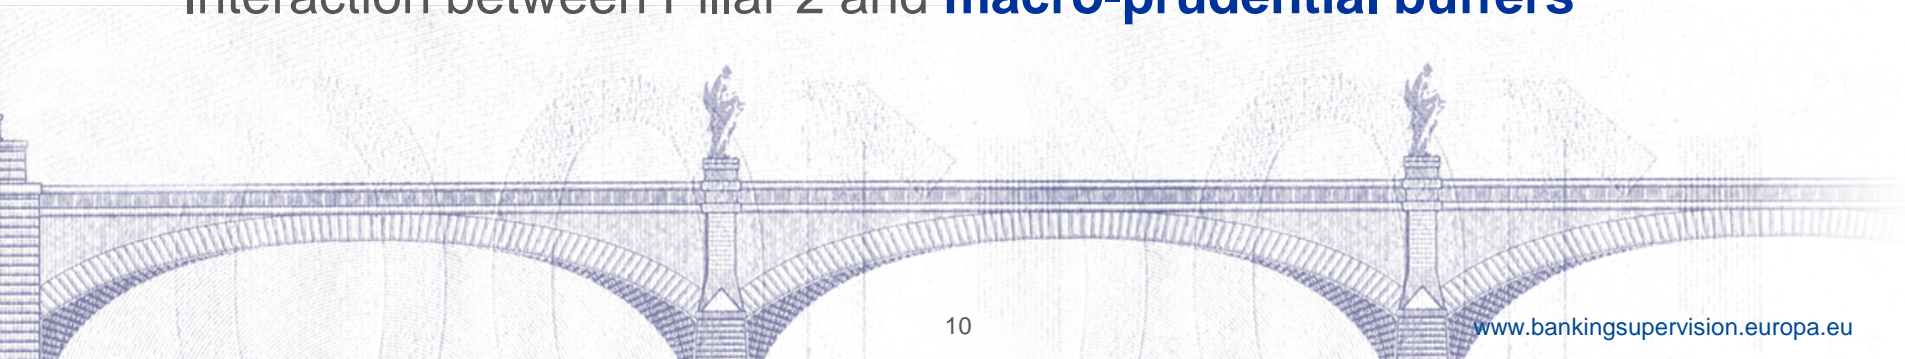 Interaction between Pillar 2 and macro-prudential buffers
10
www.bankingsupervision.europa.eu